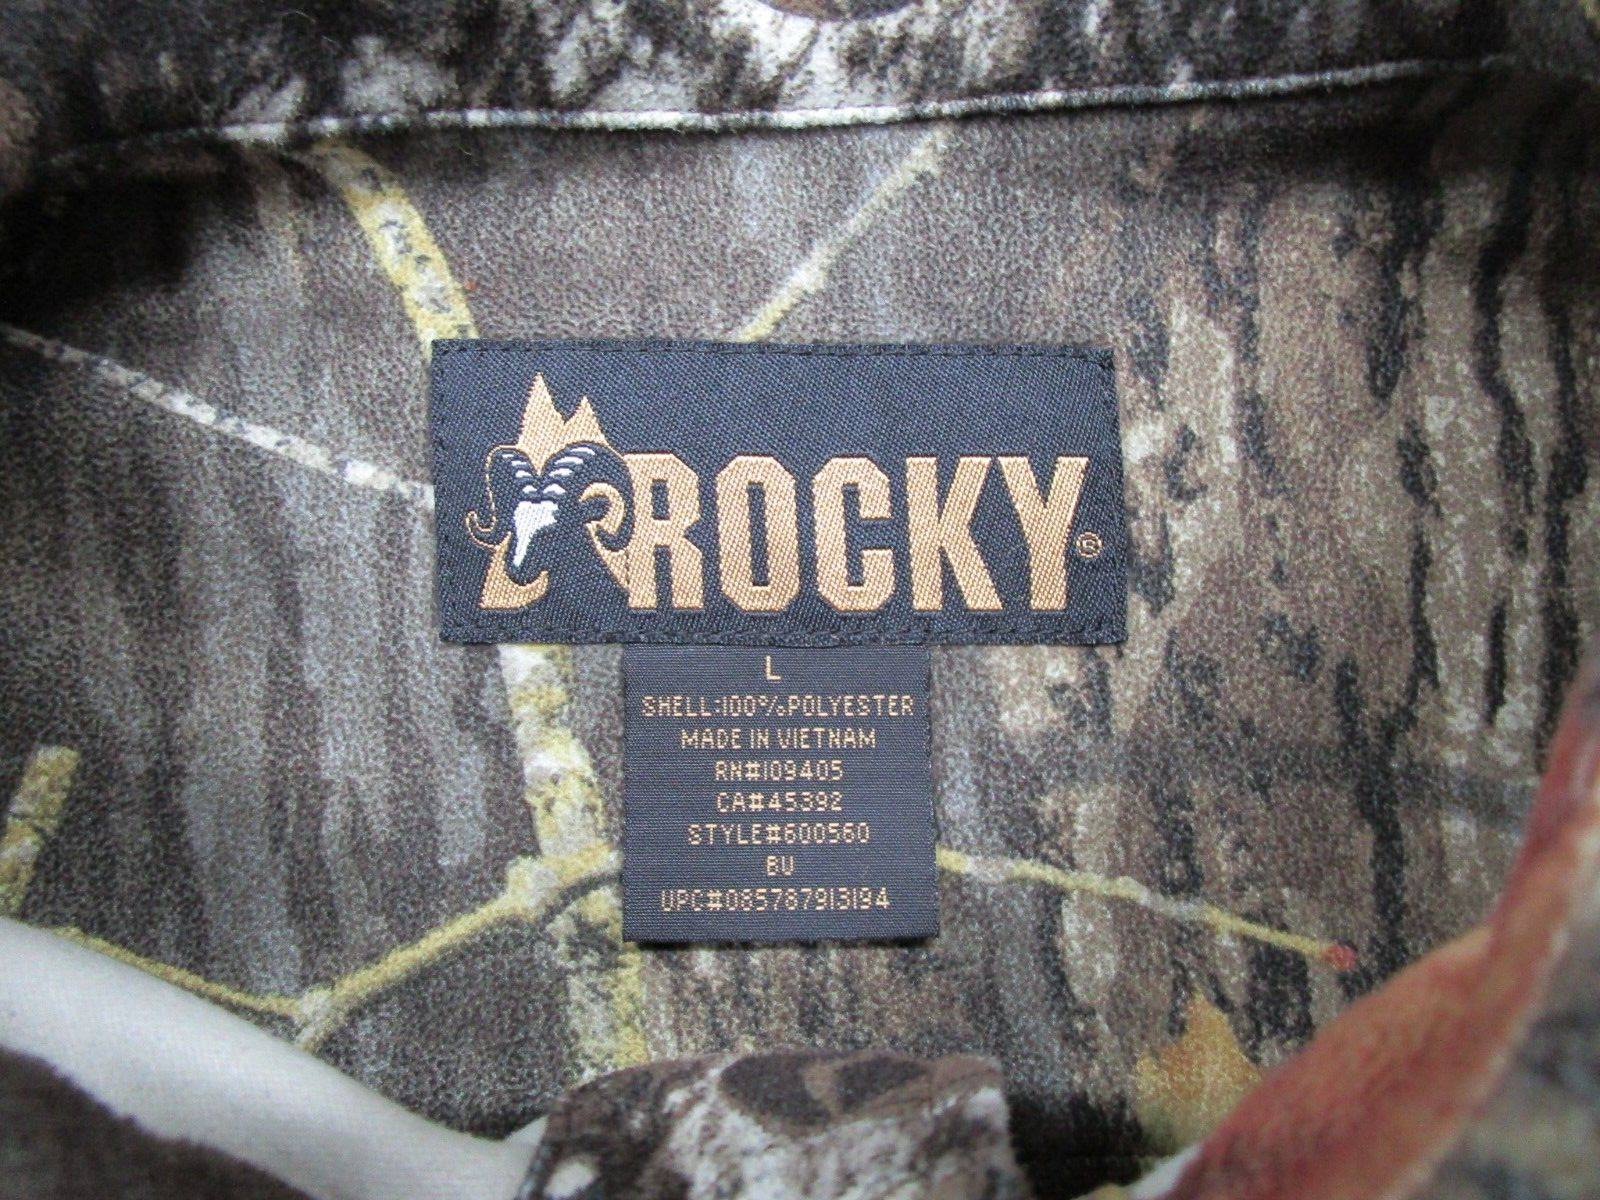 ROCKY®
L
SHELL:100%POLYESTER
MADE IN VIETNAM
RN#109405
CA#45392
STYLE#600560
BU
UPC#085787913194